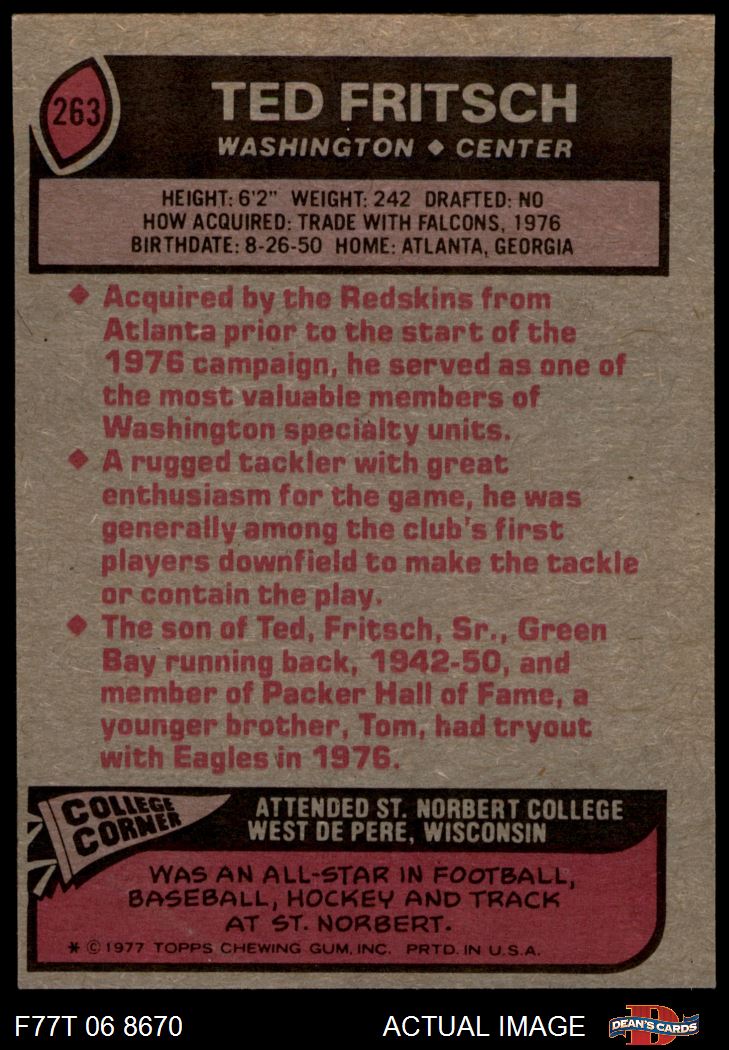 263
TED FRITSCH
WASHINGTON ◆ CENTER
HEIGHT: 6'2" WEIGHT: 242 DRAFTED: NO
HOW ACQUIRED: TRADE WITH FALCONS, 1976
BIRTHDATE: 8-26-50 HOME: ATLANTA, GEORGIA
◆ Acquired by the Redskins from
Atlanta prior to the start of the
1976 campaign, he served as one of
the most valuable members of
Washington specialty units.
◆ A rugged tackler with great
enthusiasm for the game, he was
generally among the club's first
players downfield to make the tackle
or contain the play.
◆ The son of Ted, Fritsch, Sr., Green
Bay running back, 1942-50, and
member of Packer Hall of Fame, a
younger brother, Tom, had tryout
with Eagles in 1976.
COLLEGE
CORNER
ATTENDED ST. NORBERT COLLEGE
WEST DE PERE, WISCONSIN
WAS AN ALL-STAR IN FOOTBALL,
BASEBALL, HOCKEY AND TRACK
AT ST. NORBERT.
* © 1977 TOPPS CHEWING GUM, INC. PRTD. IN U.S.A.
F77T 06 8670
ACTUAL IMAGE
D
DEAN'S CARDS